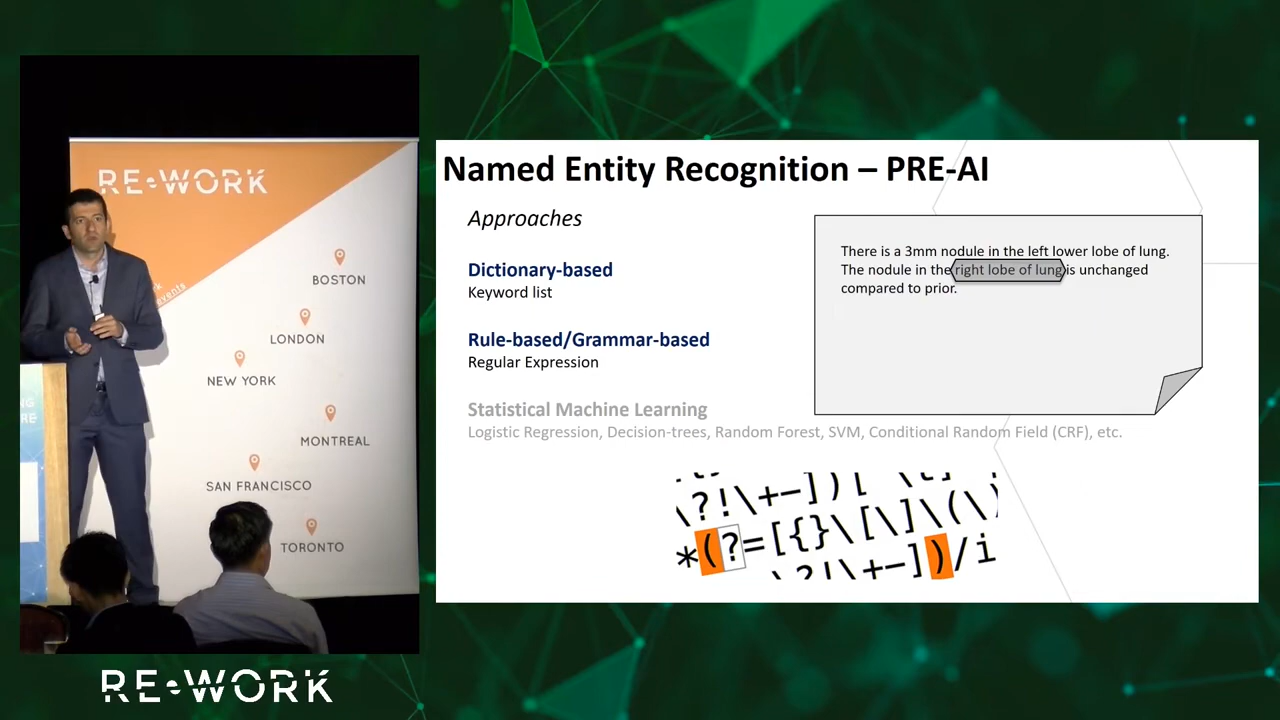 RE•WORK
BOSTON
LONDON
NEW YORK
MONTREAL
SAN FRANCISCO
TORONTO
RE•WORK
Named Entity Recognition – PRE-AI
Approaches
Dictionary-based
Keyword list
Rule-based/Grammar-based
Regular Expression
Statistical Machine Learning
Logistic Regression, Decision-trees, Random Forest, SVM, Conditional Random Field (CRF), etc.
There is a 3mm nodule in the left lower lobe of lung.
The nodule in the right lobe of lung is unchanged
compared to prior.
\?!\+—])[
*(?=[{}\[\]\(\)
\?!\+—])/i